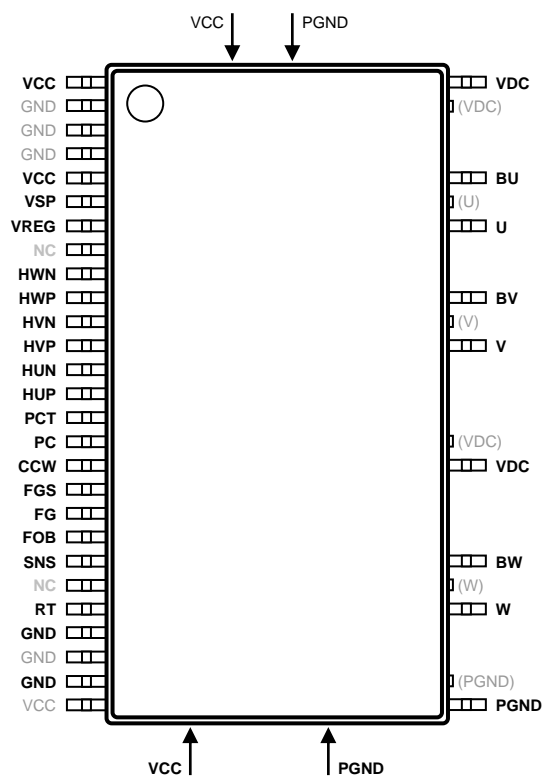 VCC PGND
VCC VDC
GND (VDC)
GND
GND
VCC BU
VSP (U)
VREG U
NC
HWN
HWP BV
HVN (V)
HVP V
HUN
HUP
PCT
PC (VDC)
CCW VDC
FGS
FG
FOB
SNS BW
NC (W)
RT W
GND
GND
GND (PGND)
VCC PGND
VCC PGND